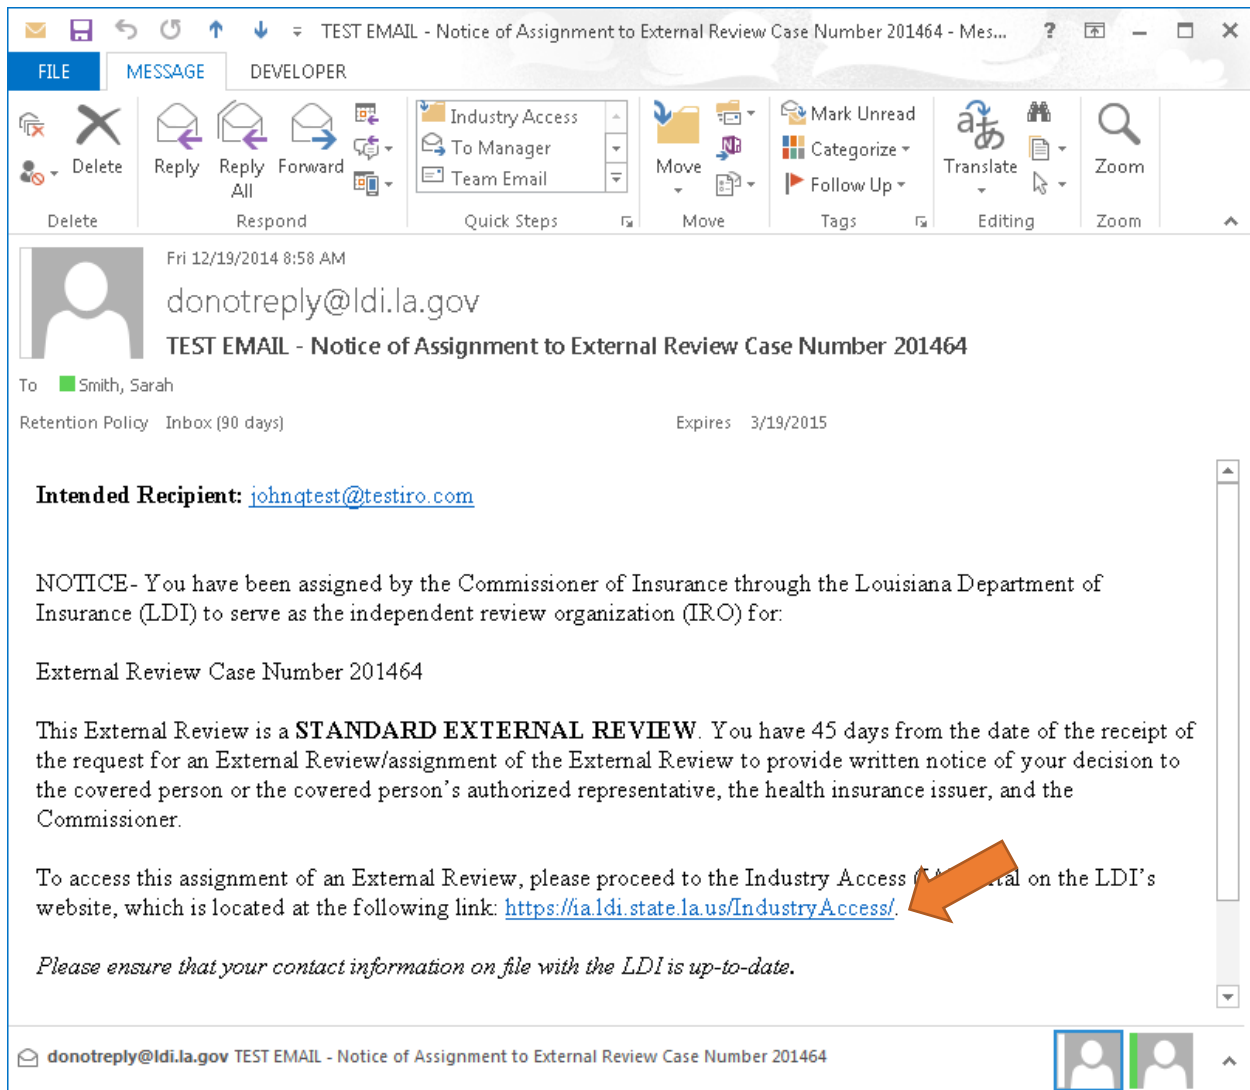 TEST EMAIL - Notice of Assignment to External Review Case Number 201464 - Mes... ?
FILE MESSAGE DEVELOPER
Delete
Reply
Reply All
Forward
Industry Access
To Manager
Team Email
Move
Mark Unread
Categorize
Follow Up
Translate
Zoom
Delete Respond Quick Steps Move Tags Editing Zoom
Fri 12/19/2014 8:58 AM
donotreply@ldi.la.gov
TEST EMAIL - Notice of Assignment to External Review Case Number 201464
To Smith, Sarah
Retention Policy Inbox (90 days) Expires 3/19/2015
Intended Recipient: johnqtest@testiro.com
NOTICE- You have been assigned by the Commissioner of Insurance through the Louisiana Department of
Insurance (LDI) to serve as the independent review organization (IRO) for:
External Review Case Number 201464
This External Review is a STANDARD EXTERNAL REVIEW. You have 45 days from the date of the receipt of
the request for an External Review/assignment of the External Review to provide written notice of your decision to
the covered person or the covered person's authorized representative, the health insurance issuer, and the
Commissioner.
To access this assignment of an External Review, please proceed to the Industry Access on the LDI's
website, which is located at the following link: https://ia.ldi.state.la.us/IndustryAccess/.
Please ensure that your contact information on file with the LDI is up-to-date.
donotreply@ldi.la.gov TEST EMAIL - Notice of Assignment to External Review Case Number 201464